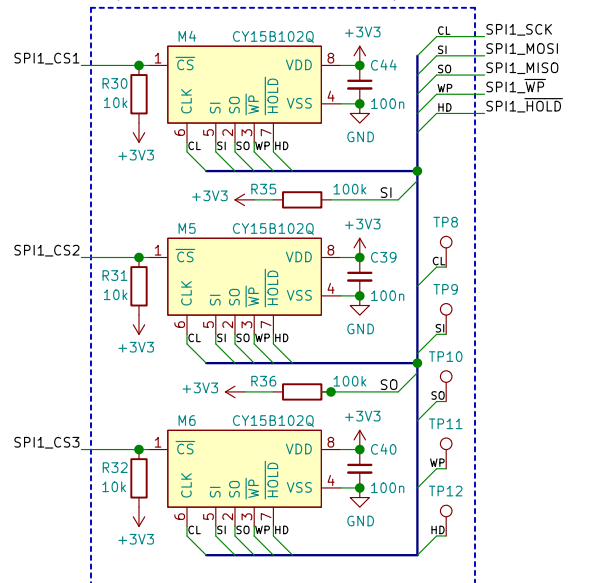 M4 CY15B102Q +3V3 CL SPI1_SCK
SI SPI1_MOSI
SPI1_CS1 1 CS VDD 8 C44 SO SPI1_MISO
R30 10k CLK SI SO WP HOLD VSS 4 100n WP SPI1_WP
HD SPI1_HOLD
6 5 2 3 7 GND
+3V3 CL SI SO WP HD
+3V3 R35 100k SI
M5 CY15B102Q +3V3 TP8
SPI1_CS2 1 CS VDD 8 C39 CL
R31 10k CLK SI SO WP HOLD VSS 4 100n TP9
6 5 2 3 7 GND SI
+3V3 CL SI SO WP HD
TP10
+3V3 R36 100k SO SO
M6 CY15B102Q +3V3 TP11
SPI1_CS3 1 CS VDD 8 C40 WP
R32 10k CLK SI SO WP HOLD VSS 4 100n TP12
6 5 2 3 7 GND HD
+3V3 CL SI SO WP HD